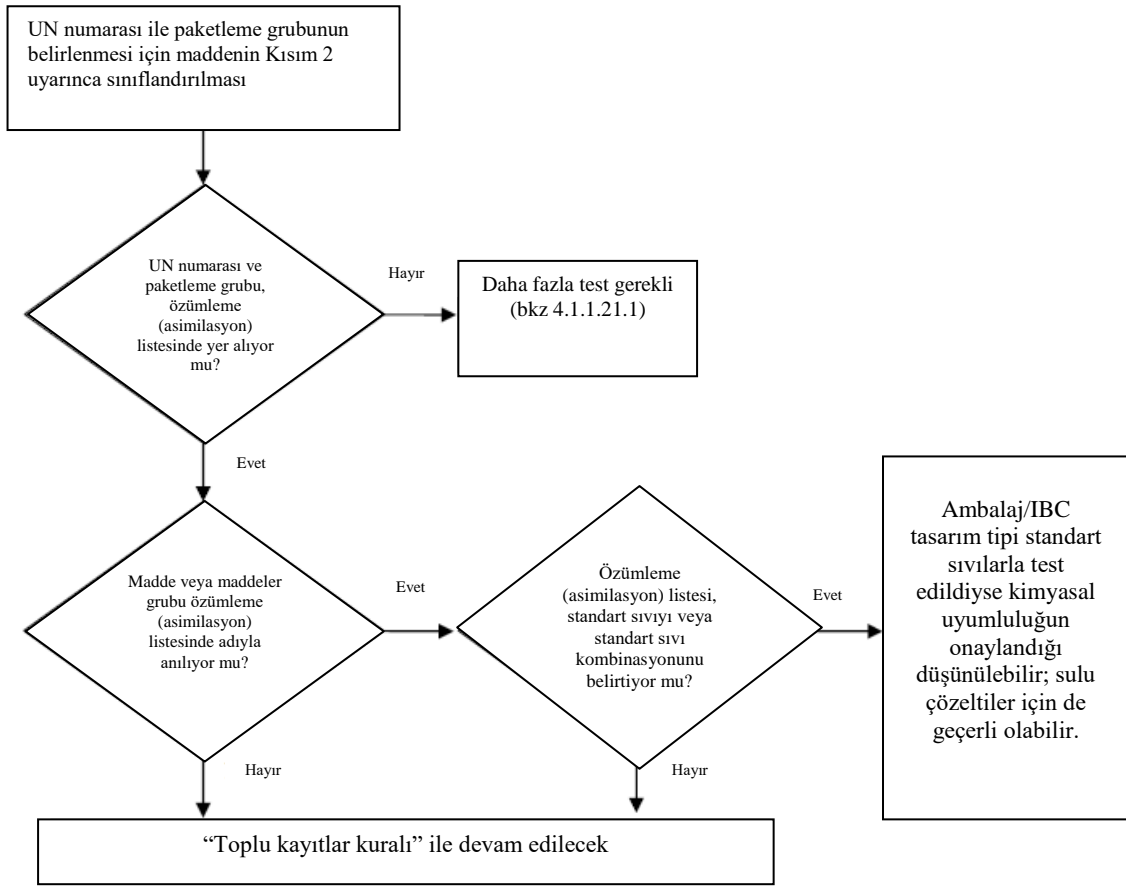 UN numarası ile paketleme grubunun
belirlenmesi için maddenin Kısım 2
uyarınca sınıflandırılması
UN numarası ve
paketleme grubu,
özümleme
(asimilasyon)
listesinde yer alıyor
mu?
Hayır
Daha fazla test gerekli
(bkz 4.1.1.21.1)
Evet
Madde veya maddeler
grubu özümleme
(asimilasyon)
listesinde adıyla
anılıyor mu?
Evet
Özümleme
(asimilasyon) listesi,
standart sıvıyı veya
standart sıvı
kombinasyonunu
belirtiyor mu?
Evet
Ambalaj/IBC
tasarım tipi standart
sıvılarla test
edildiyse kimyasal
uyumluluğun
onaylandığı
düşünülebilir; sulu
çözeltiler için de
geçerli olabilir.
Hayır
Hayır
“Toplu kayıtlar kuralı” ile devam edilecek